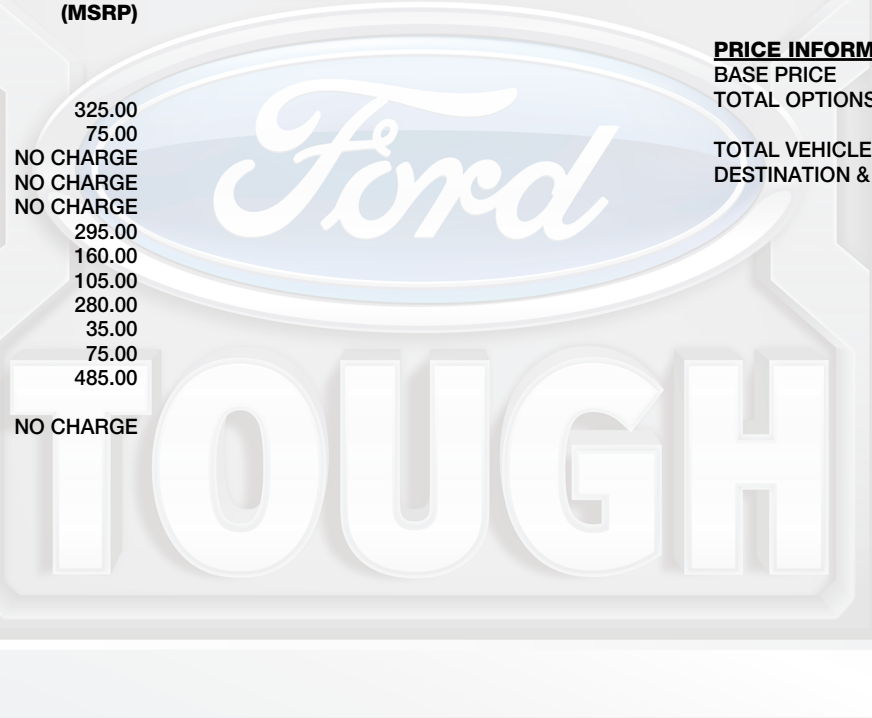 (MSRP)
325.00
75.00
NO CHARGE
NO CHARGE
NO CHARGE
295.00
160.00
105.00
280.00
35.00
75.00
485.00
NO CHARGE
PRICE INFORM
BASE PRICE
TOTAL OPTIONS
TOTAL VEHICLE
DESTINATION &
Ford
TOUGH